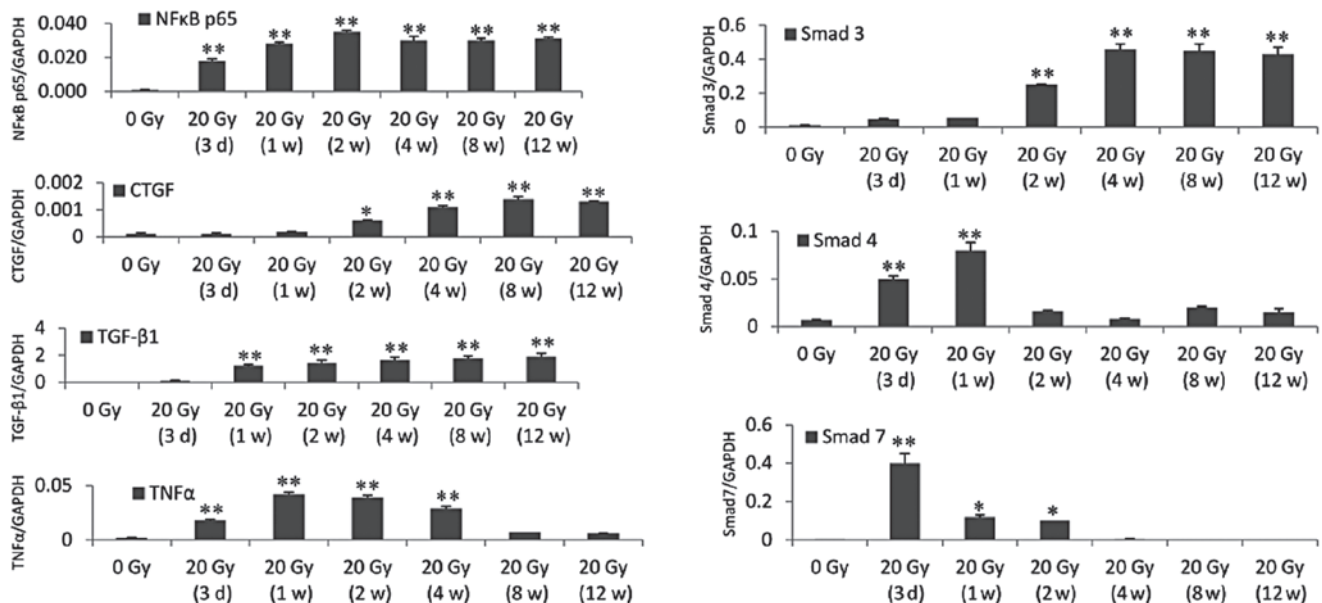 NFκB p65/GAPDH
0.040
0.020
0.000
NFκB p65
** ** ** ** ** **
0 Gy 20 Gy 20 Gy 20 Gy 20 Gy 20 Gy 20 Gy
(3 d) (1 w) (2 w) (4 w) (8 w) (12 w)
CTGF/GAPDH
0.002
0.001
0
CTGF
* ** ** **
0 Gy 20 Gy 20 Gy 20 Gy 20 Gy 20 Gy 20 Gy
(3 d) (1 w) (2 w) (4 w) (8 w) (12 w)
TGF-β1/GAPDH
4
2
0
TGF-β1
** ** ** ** **
0 Gy 20 Gy 20 Gy 20 Gy 20 Gy 20 Gy 20 Gy
(3 d) (1 w) (2 w) (4 w) (8 w) (12 w)
TNFα/GAPDH
0.05
0
TNFα
** ** ** **
0 Gy 20 Gy 20 Gy 20 Gy 20 Gy 20 Gy 20 Gy
(3 d) (1 w) (2 w) (4 w) (8 w) (12 w)
Smad 3/GAPDH
0.6
0.4
0.2
0
Smad 3
** ** ** **
0 Gy 20 Gy 20 Gy 20 Gy 20 Gy 20 Gy 20 Gy
(3 d) (1 w) (2 w) (4 w) (8 w) (12 w)
Smad 4/GAPDH
0.1
0.05
0
Smad 4
** **
0 Gy 20 Gy 20 Gy 20 Gy 20 Gy 20 Gy 20 Gy
(3 d) (1 w) (2 w) (4 w) (8 w) (12 w)
Smad7/GAPDH
0.6
0.4
0.2
0
Smad 7
** * *
0 Gy 20 Gy 20 Gy 20 Gy 20 Gy 20 Gy 20 Gy
(3 d) (1 w) (2 w) (4 w) (8 w) (12 w)